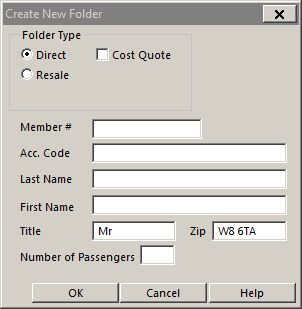 Create New Folder
Folder Type
Direct Cost Quote
Resale
Member #
Acc. Code
Last Name
First Name
Title Mr Zip W8 6TA
Number of Passengers
OK Cancel Help